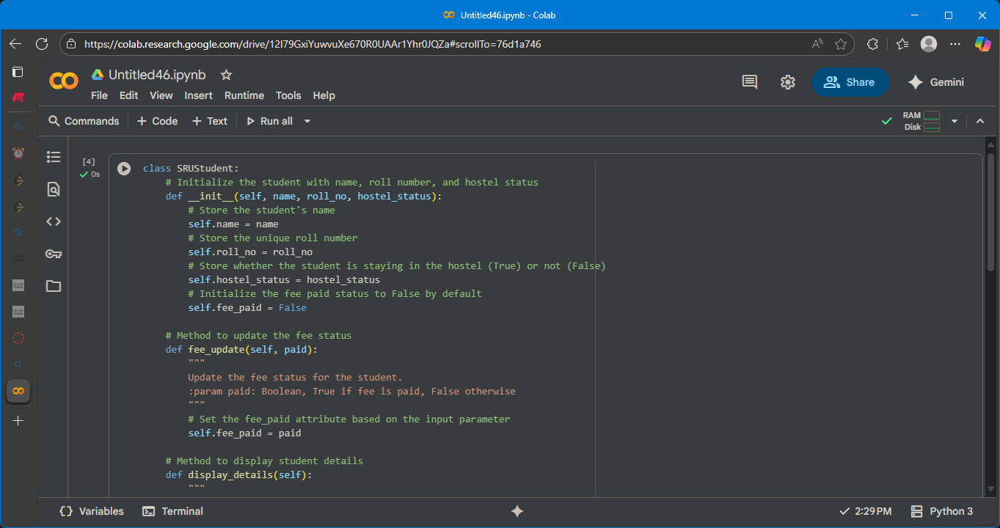 Untitled46.ipynb - Colab
https://colab.research.google.com/drive/12I79GxiYuwvuXe670R0UAAr1Yhr0JQZa#scrollTo=76d1a746
Untitled46.ipynb
File Edit View Insert Runtime Tools Help
Share
Gemini
Commands + Code + Text Run all
RAM
Disk
[4]
0s
class SRUStudent:
    # Initialize the student with name, roll number, and hostel status
    def __init__(self, name, roll_no, hostel_status):
        # Store the student's name
        self.name = name
        # Store the unique roll number
        self.roll_no = roll_no
        # Store whether the student is staying in the hostel (True) or not (False)
        self.hostel_status = hostel_status
        # Initialize the fee paid status to False by default
        self.fee_paid = False
    # Method to update the fee status
    def fee_update(self, paid):
        """
        Update the fee status for the student.
        :param paid: Boolean, True if fee is paid, False otherwise
        """
        # Set the fee_paid attribute based on the input parameter
        self.fee_paid = paid
    # Method to display student details
    def display_details(self):
        """
{} Variables Terminal
2:29 PM Python 3